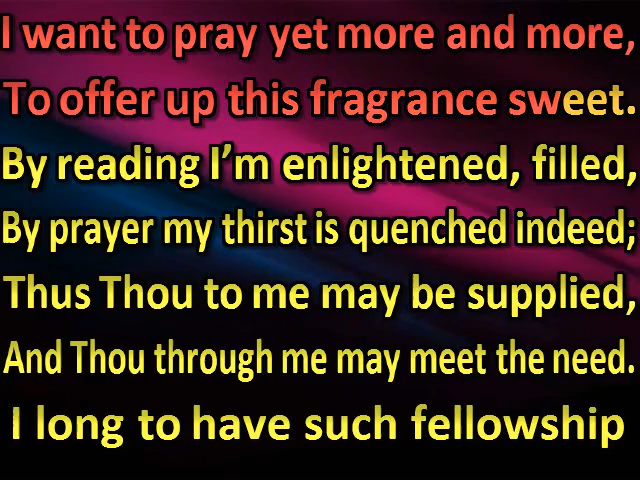 I want to pray yet more and more,
To offer up this fragrance sweet.
By reading I’m enlightened, filled,
By prayer my thirst is quenched indeed;
Thus Thou to me may be supplied,
And Thou through me may meet the need.
I long to have such fellowship